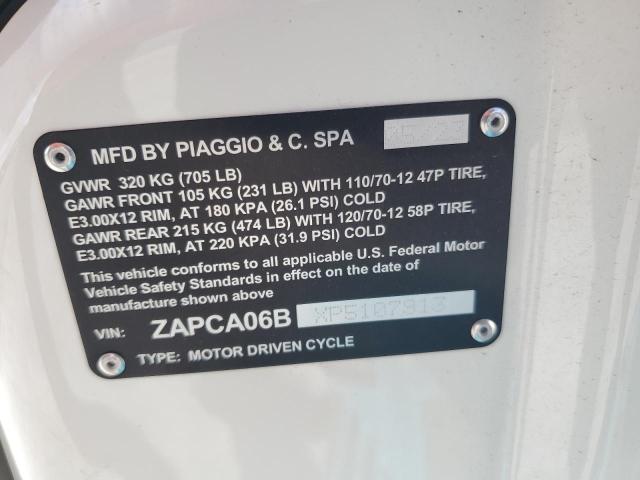 MFD BY PIAGGIO & C. SPA
GVWR 320 KG (705 LB)
GAWR FRONT 105 KG (231 LB) WITH 110/70-12 47P TIRE,
E3.00X12 RIM, AT 180 KPA (26.1 PSI) COLD
GAWR REAR 215 KG (474 LB) WITH 120/70-12 58P TIRE,
E3.00X12 RIM, AT 220 KPA (31.9 PSI) COLD
This vehicle conforms to all applicable U.S. Federal Motor
Vehicle Safety Standards in effect on the date of
manufacture shown above
VIN: ZAPCA06B XP5107913
TYPE: MOTOR DRIVEN CYCLE